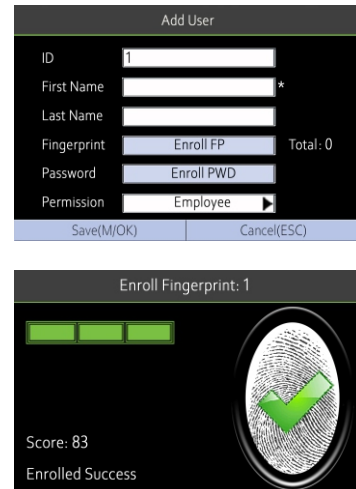 Add User
ID 1
First Name *
Last Name
Fingerprint Enroll FP Total: 0
Password Enroll PWD
Permission Employee
Save(M/OK) Cancel(ESC)
Enroll Fingerprint: 1
Score: 83
Enrolled Success